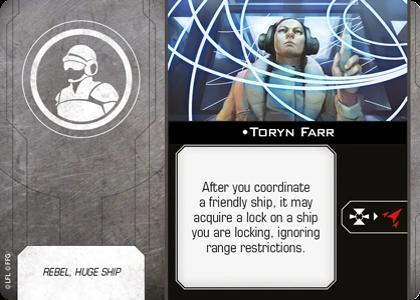 •TORYN FARR
After you coordinate
a friendly ship, it may
acquire a lock on a ship
you are locking, ignoring
range restrictions.
REBEL, HUGE SHIP
©LFL ©FFG